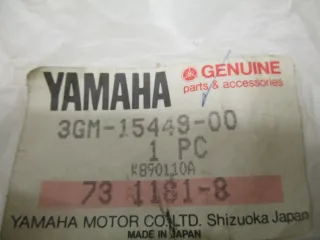 YAMAHA
GENUINE
parts & accessories
3GM-15449-00
1 PC
K890110A
73 1181-8
YAMAHA MOTOR CO.LTD. Shizuoka Japan
MADE IN JAPAN